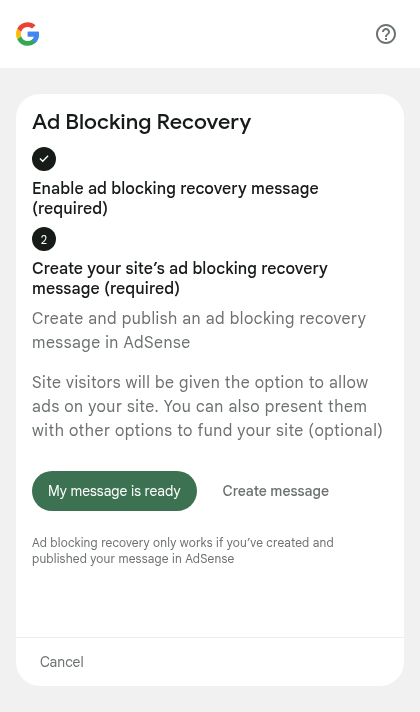 Ad Blocking Recovery
Enable ad blocking recovery message
(required)
2
Create your site's ad blocking recovery
message (required)
Create and publish an ad blocking recovery
message in AdSense
Site visitors will be given the option to allow
ads on your site. You can also present them
with other options to fund your site (optional)
My message is ready
Create message
Ad blocking recovery only works if you've created and
published your message in AdSense
Cancel